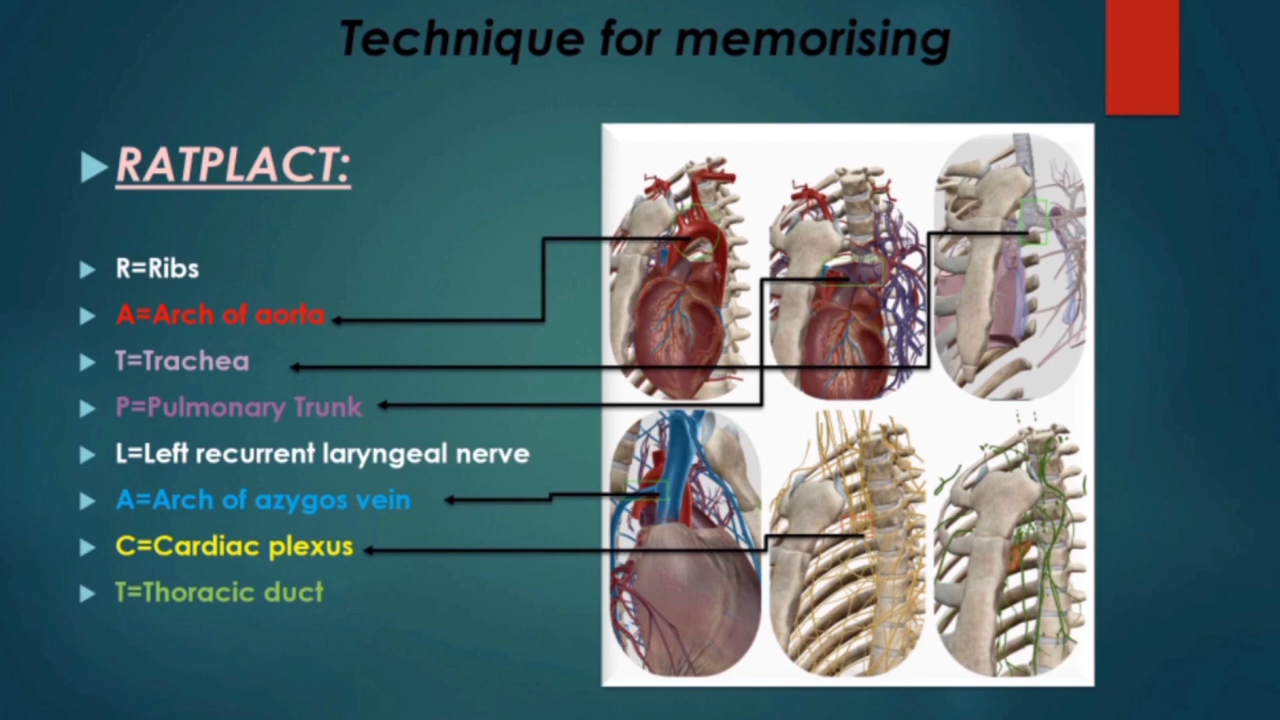 Technique for memorising
RATPLACT:
R=Ribs
A=Arch of aorta
T=Trachea
P=Pulmonary Trunk
L=Left recurrent laryngeal nerve
A=Arch of azygos vein
C=Cardiac plexus
T=Thoracic duct